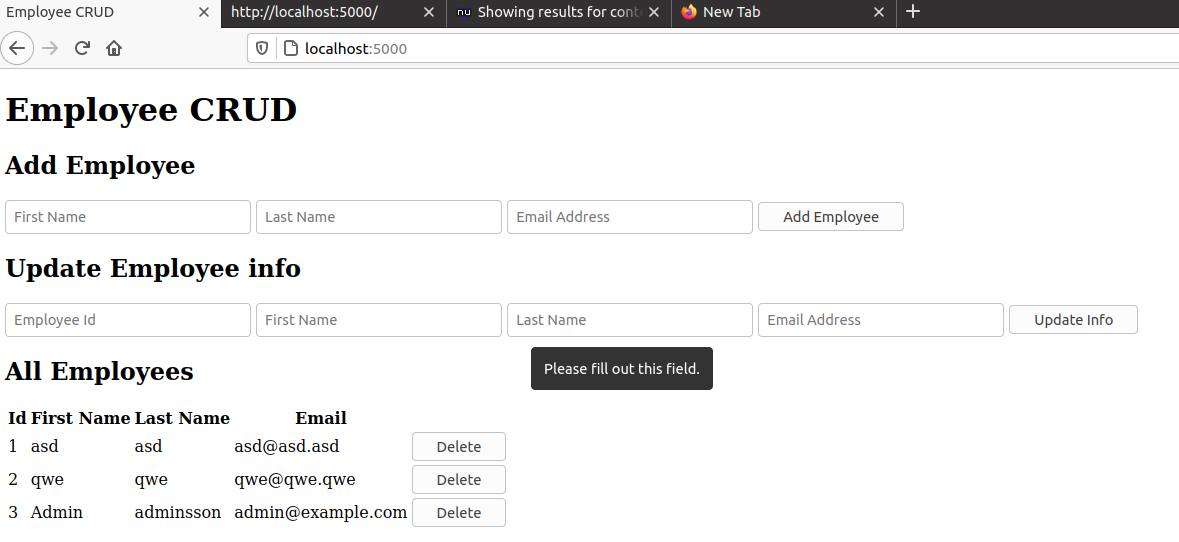 Employee CRUD
http://localhost:5000/
nu Showing results for cont
New Tab
localhost:5000
Employee CRUD
Add Employee
First Name Last Name Email Address Add Employee
Update Employee info
Employee Id First Name Last Name Email Address Update Info
Please fill out this field.
All Employees
Id First Name Last Name Email
1 asd asd asd@asd.asd Delete
2 qwe qwe qwe@qwe.qwe Delete
3 Admin adminsson admin@example.com Delete